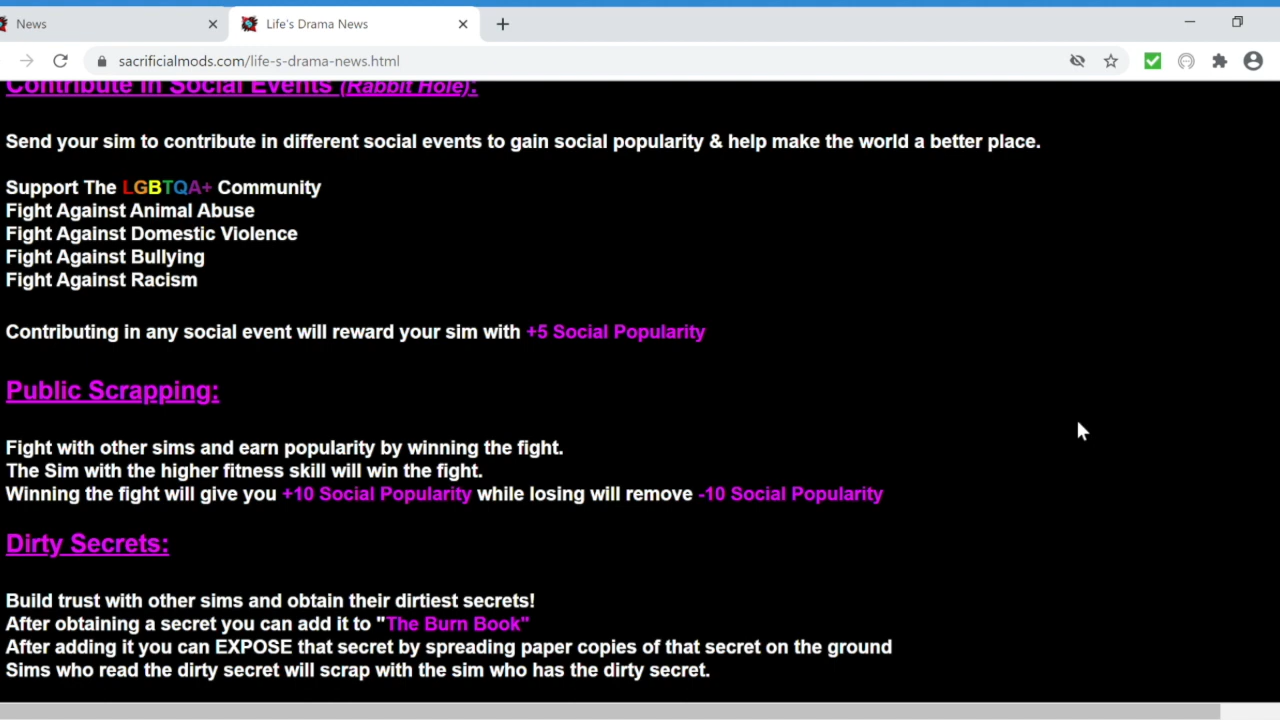 News
Life's Drama News
sacrificialmods.com/life-s-drama-news.html
Contribute in Social Events (Rabbit Hole):
Send your sim to contribute in different social events to gain social popularity & help make the world a better place.
Support The LGBTQA+ Community
Fight Against Animal Abuse
Fight Against Domestic Violence
Fight Against Bullying
Fight Against Racism
Contributing in any social event will reward your sim with +5 Social Popularity
Public Scrapping:
Fight with other sims and earn popularity by winning the fight.
The Sim with the higher fitness skill will win the fight.
Winning the fight will give you +10 Social Popularity while losing will remove -10 Social Popularity
Dirty Secrets:
Build trust with other sims and obtain their dirtiest secrets!
After obtaining a secret you can add it to "The Burn Book"
After adding it you can EXPOSE that secret by spreading paper copies of that secret on the ground
Sims who read the dirty secret will scrap with the sim who has the dirty secret.